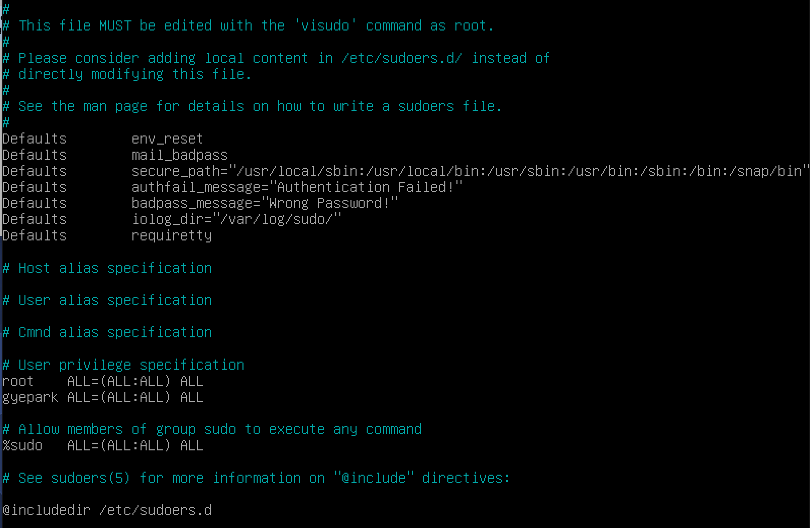 #
# This file MUST be edited with the 'visudo' command as root.
#
# Please consider adding local content in /etc/sudoers.d/ instead of
# directly modifying this file.
#
# See the man page for details on how to write a sudoers file.
#
Defaults        env_reset
Defaults        mail_badpass
Defaults        secure_path="/usr/local/sbin:/usr/local/bin:/usr/sbin:/usr/bin:/sbin:/bin:/snap/bin"
Defaults        authfail_message="Authentication Failed!"
Defaults        badpass_message="Wrong Password!"
Defaults        iolog_dir="/var/log/sudo/"
Defaults        requiretty
# Host alias specification
# User alias specification
# Cmnd alias specification
# User privilege specification
root    ALL=(ALL:ALL) ALL
gyepark ALL=(ALL:ALL) ALL
# Allow members of group sudo to execute any command
%sudo   ALL=(ALL:ALL) ALL
# See sudoers(5) for more information on "@include" directives:
@includedir /etc/sudoers.d